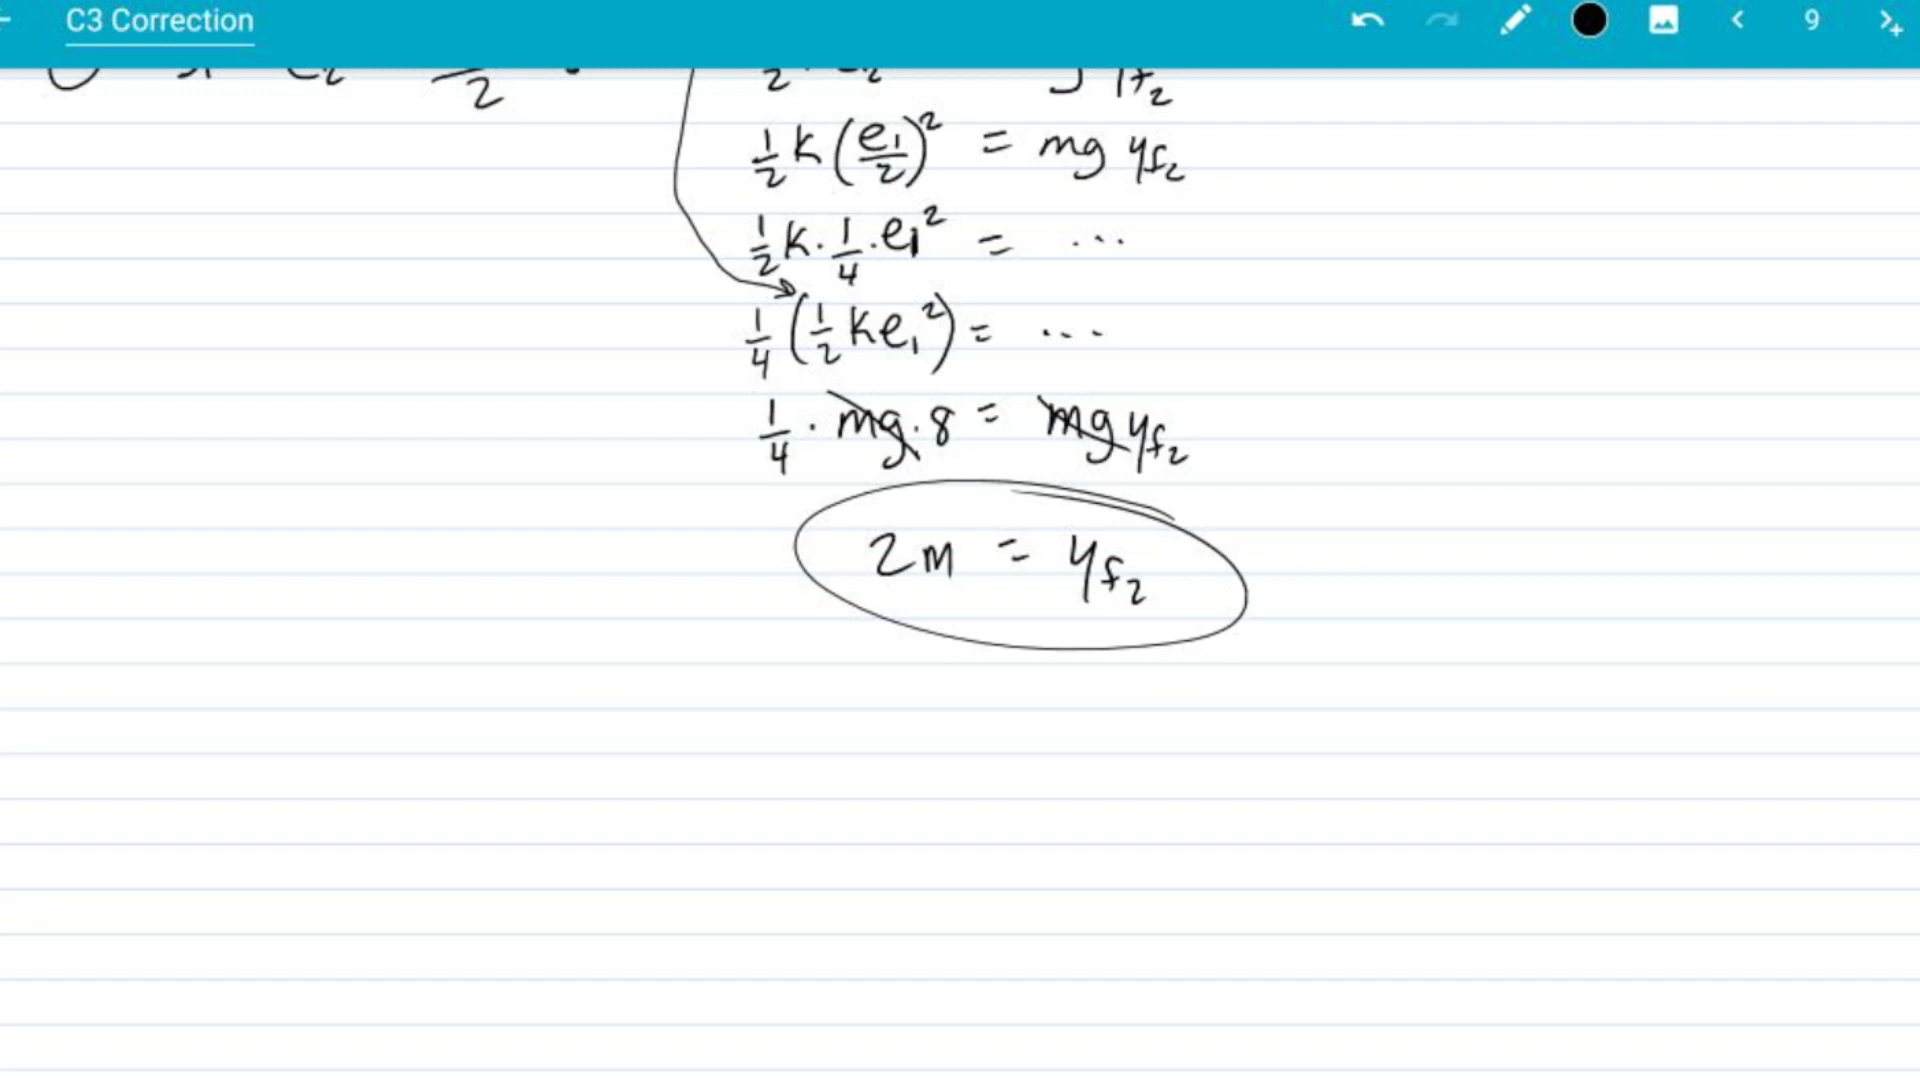 C3 Correction
9
½k(e₁/2)² = mg yf₂
½k · ¼ · e₁² = ...
¼(½ke₁²) = ...
¼ · mg · 8 = mg yf₂
2m = yf₂